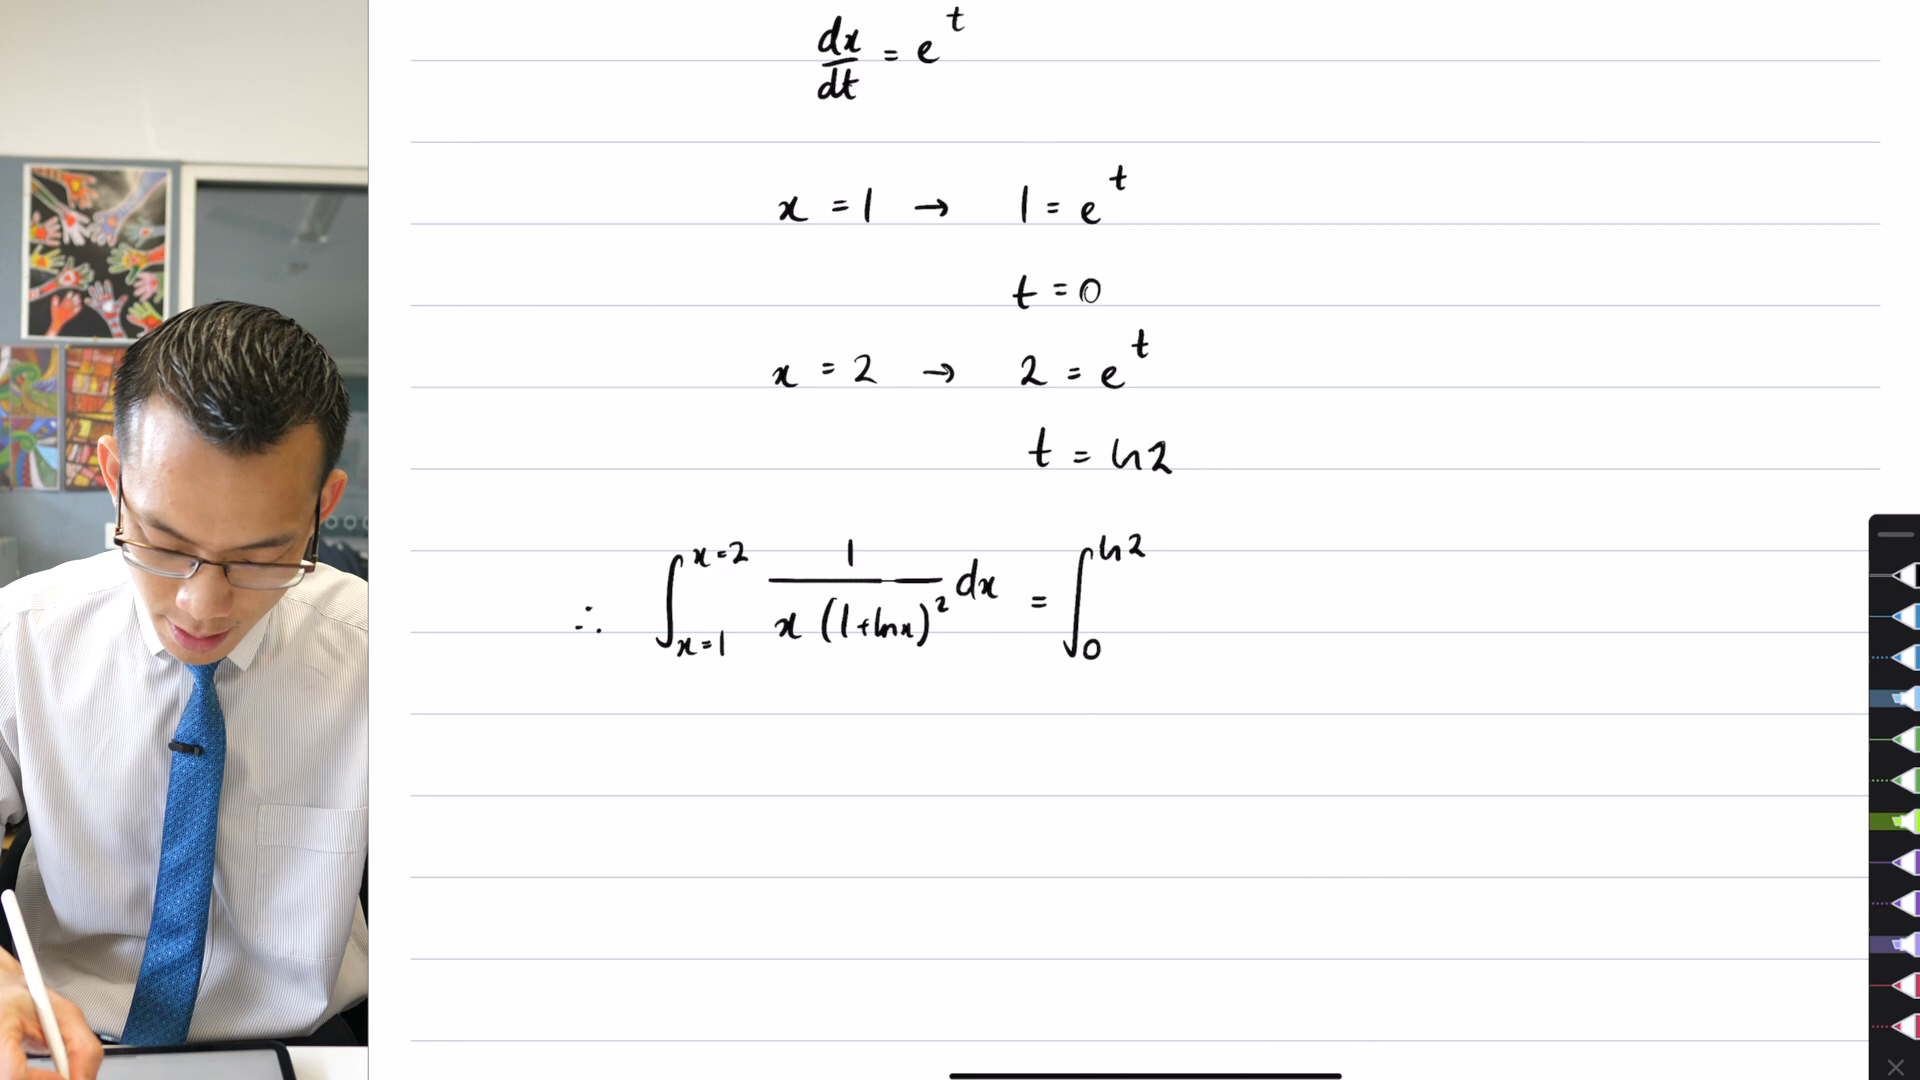 dx/dt = e^t
x = 1 → 1 = e^t
t = 0
x = 2 → 2 = e^t
t = ln2
∴ ∫_{x=1}^{x=2} 1/(x(1+lnx)^2) dx = ∫_0^{ln2}